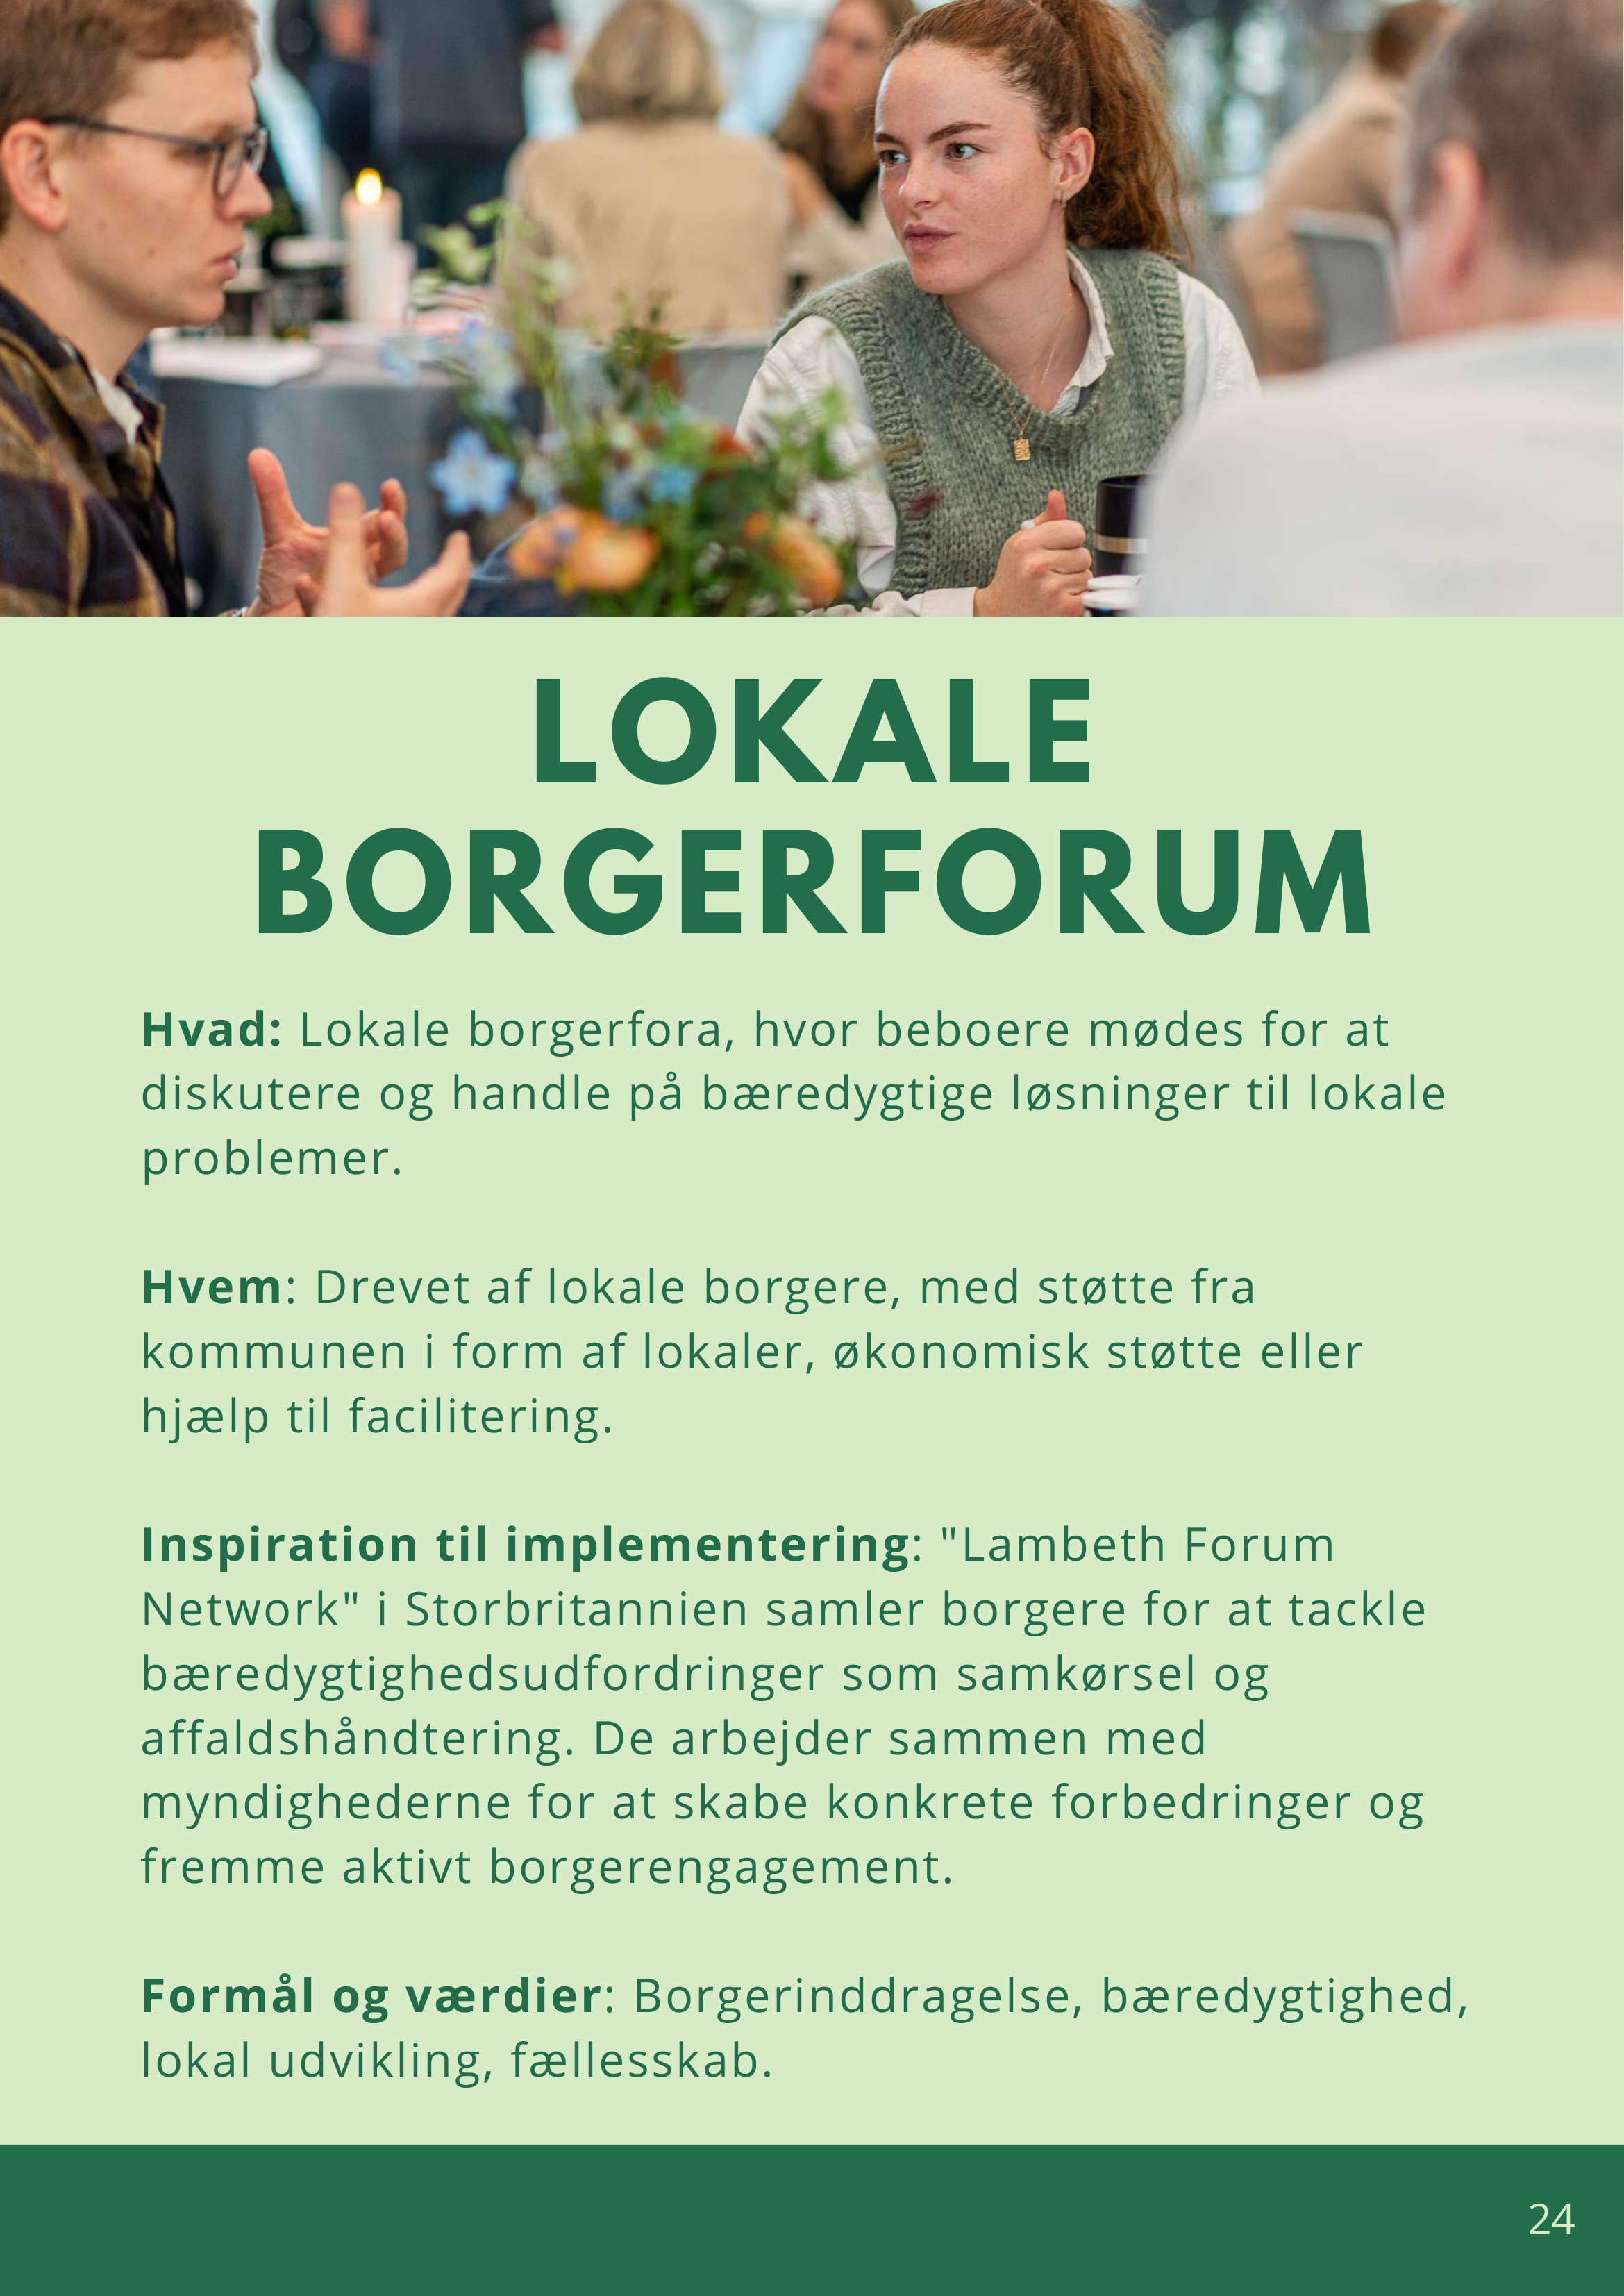 LOKALE
BORGERFORUM
Hvad: Lokale borgerfora, hvor beboere mødes for at
diskutere og handle på bæredygtige løsninger til lokale
problemer.
Hvem: Drevet af lokale borgere, med støtte fra
kommunen i form af lokaler, økonomisk støtte eller
hjælp til facilitering.
Inspiration til implementering: "Lambeth Forum
Network" i Storbritannien samler borgere for at tackle
bæredygtighedsudfordringer som samkørsel og
affaldshåndtering. De arbejder sammen med
myndighederne for at skabe konkrete forbedringer og
fremme aktivt borgerengagement.
Formål og værdier: Borgerinddragelse, bæredygtighed,
lokal udvikling, fællesskab.
24